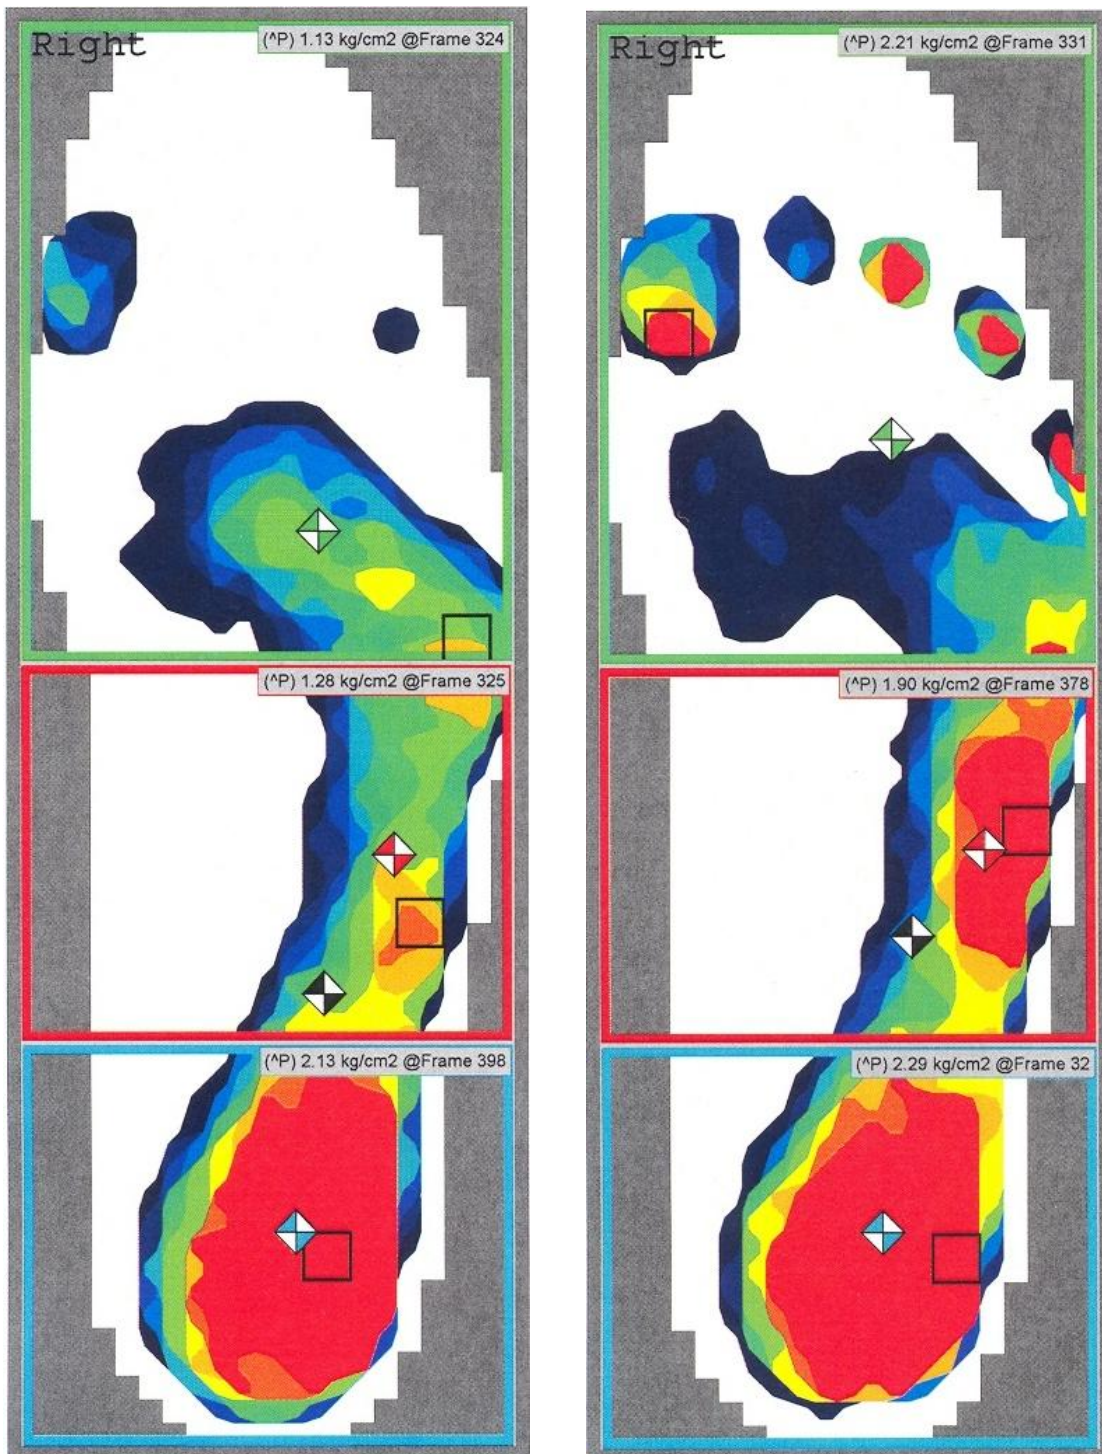 Right
(^P) 1.13 kg/cm2 @Frame 324
(^P) 1.28 kg/cm2 @Frame 325
(^P) 2.13 kg/cm2 @Frame 398
Right
(^P) 2.21 kg/cm2 @Frame 331
(^P) 1.90 kg/cm2 @Frame 378
(^P) 2.29 kg/cm2 @Frame 32